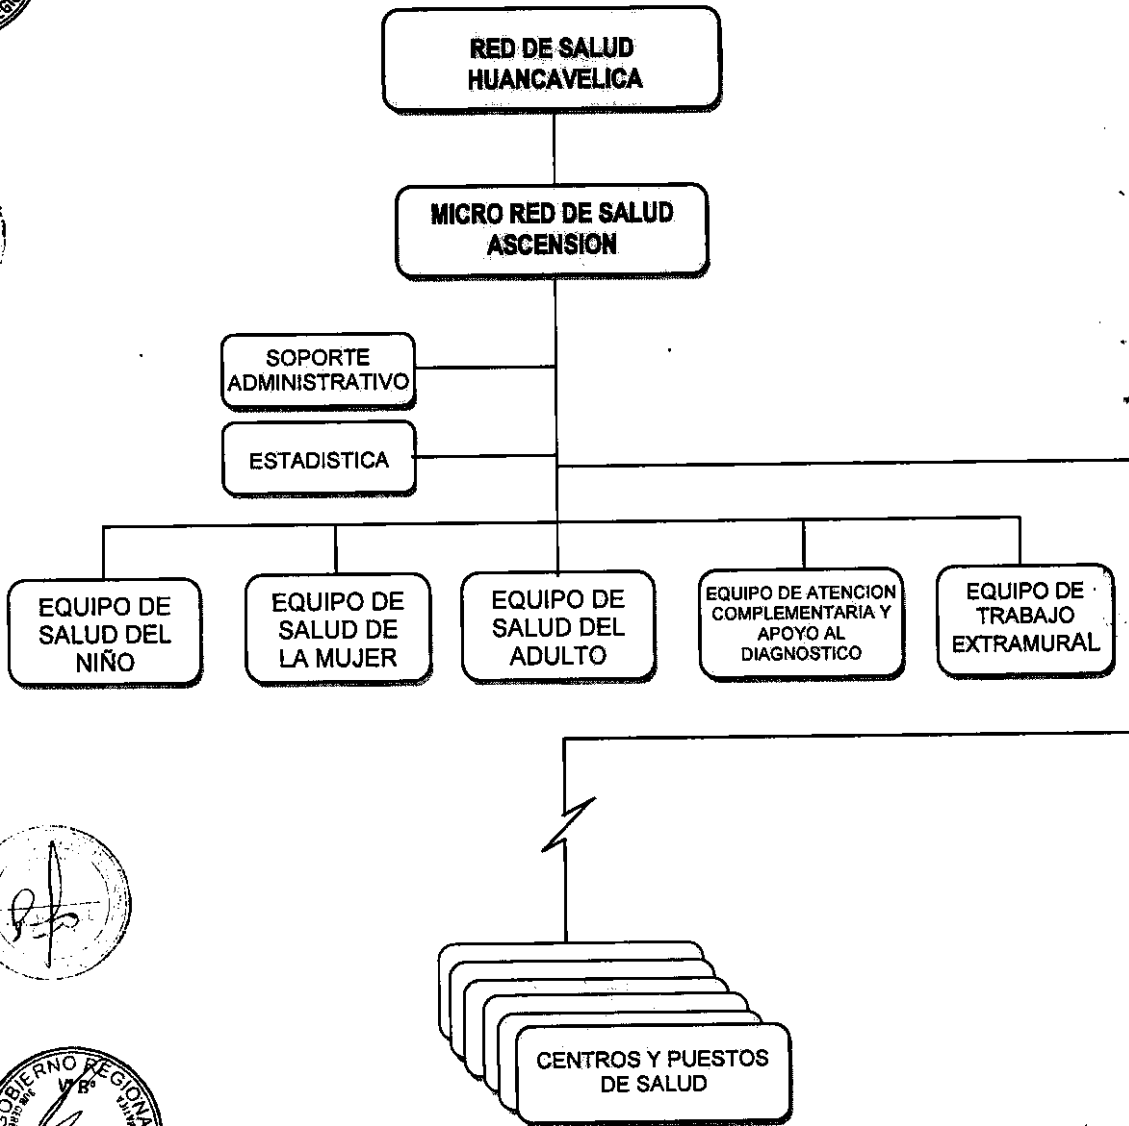 RED DE SALUD
HUANCAVELICA
MICRO RED DE SALUD
ASCENSION
SOPORTE
ADMINISTRATIVO
ESTADISTICA
EQUIPO DE
SALUD DEL
NIÑO
EQUIPO DE
SALUD DE
LA MUJER
EQUIPO DE
SALUD DEL
ADULTO
EQUIPO DE ATENCION
COMPLEMENTARIA Y
APOYO AL
DIAGNOSTICO
EQUIPO DE
TRABAJO
EXTRAMURAL
CENTROS Y PUESTOS
DE SALUD
V°B°